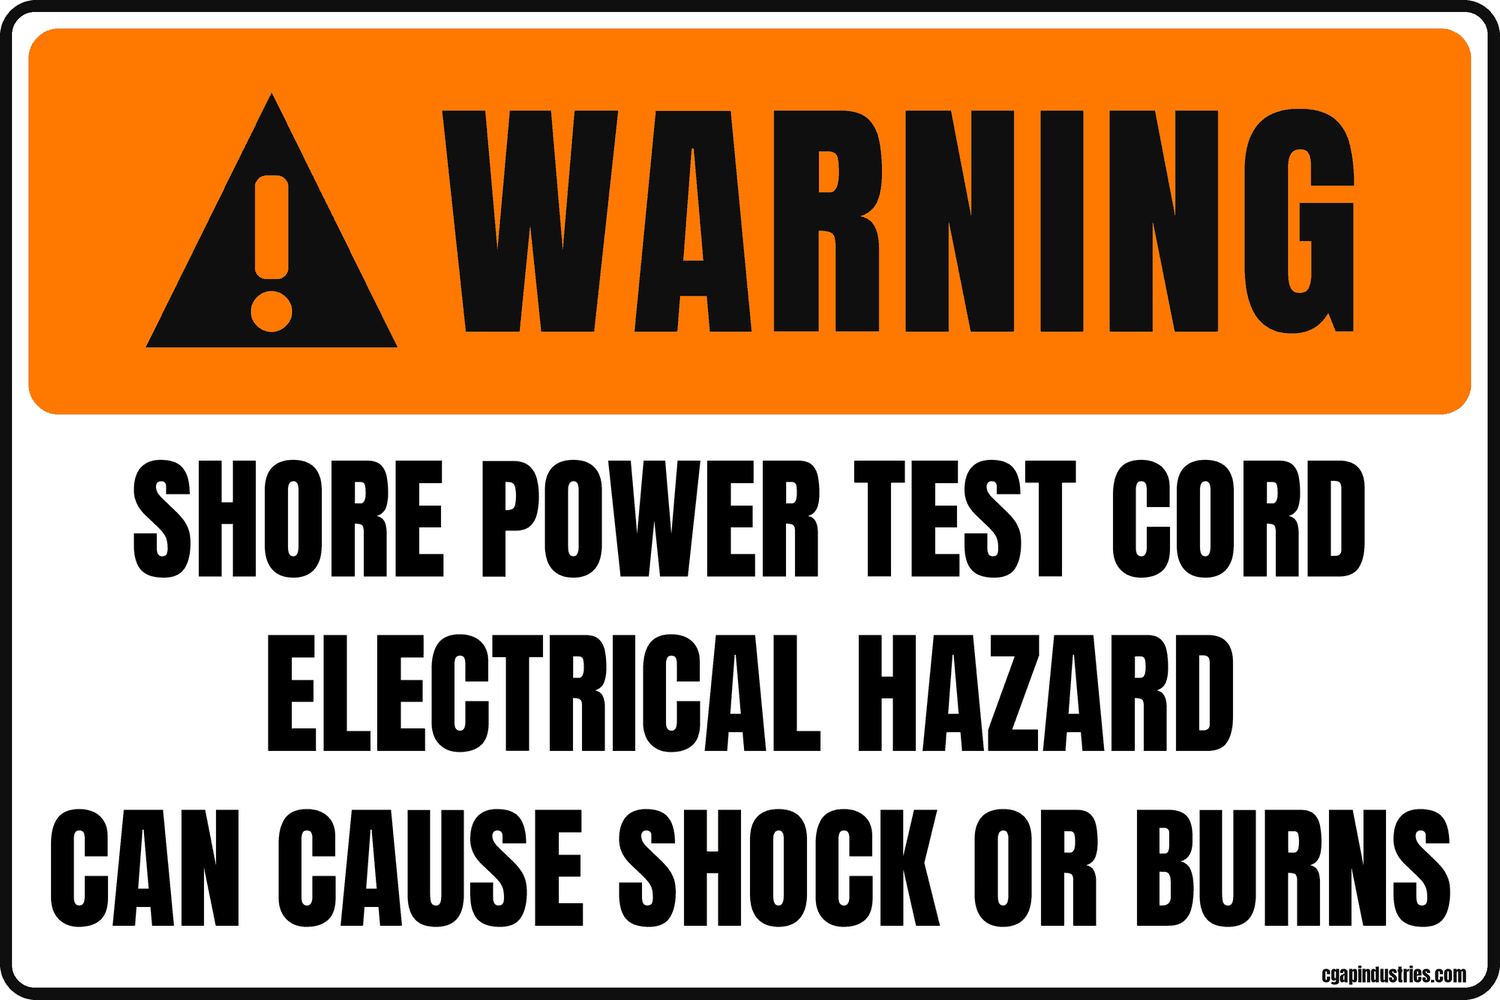 WARNING
SHORE POWER TEST CORD
ELECTRICAL HAZARD
CAN CAUSE SHOCK OR BURNS
cgapindustries.com